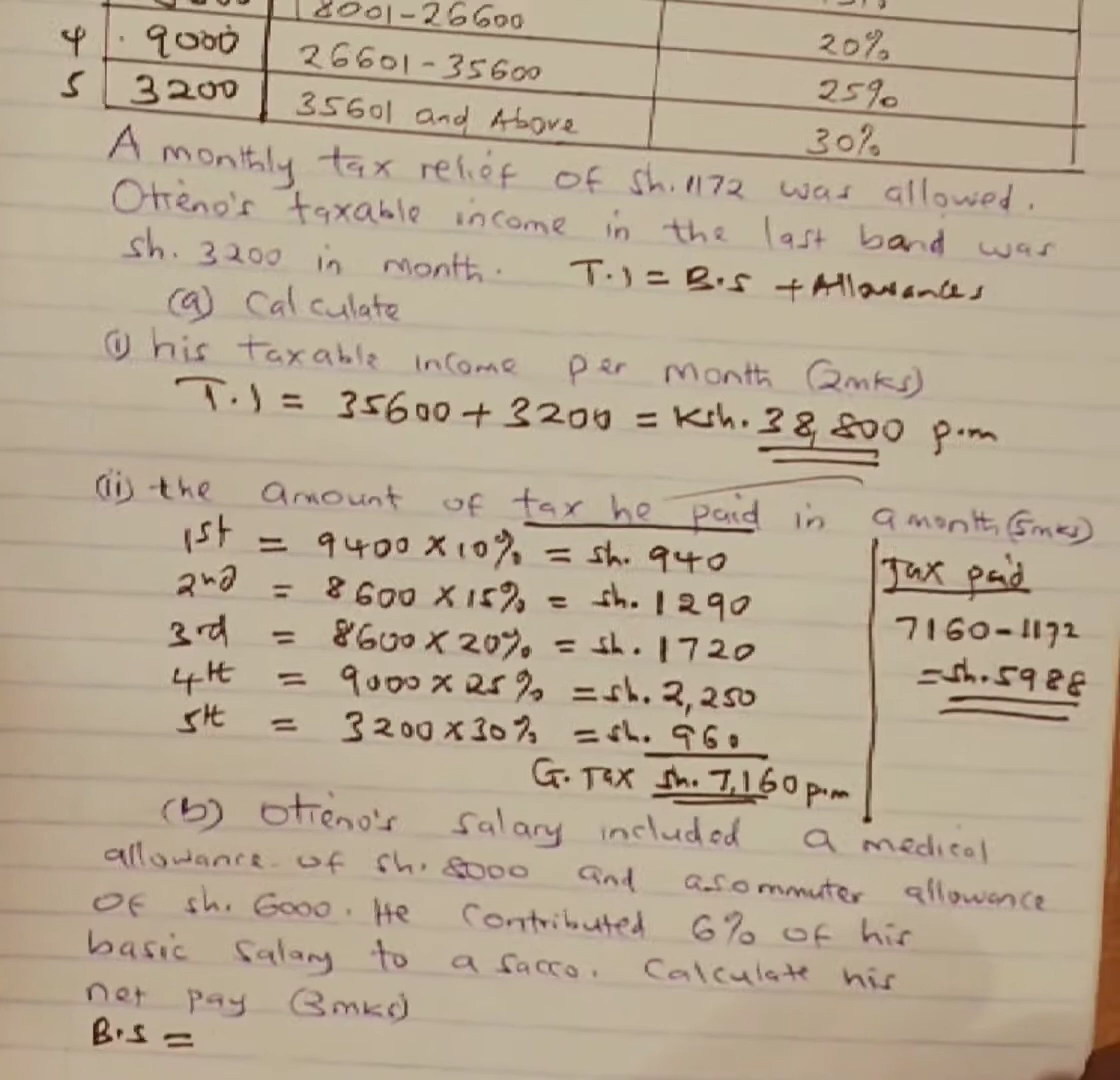 18001-26600 20%
4 9000 26601-35600 25%
5 3200 35601 and Above 30%
A monthly tax relief of sh. 1172 was allowed.
Otieno's taxable income in the last band was
sh. 3200 in month. T.I = B.S + Allowances
(a) Calculate
(i) his taxable income per month (2mks)
T.I = 35600 + 3200 = Ksh. 38,800 p.m
(ii) the amount of tax he paid in a month (5mks)
1st = 9400 x 10% = sh. 940
2nd = 8600 x 15% = sh. 1290
3rd = 8600 x 20% = sh. 1720
4th = 9000 x 25% = sh. 2,250
5th = 3200 x 30% = sh. 960
G. Tax sh. 7,160 p.m
Tax paid
7160-1172
= sh. 5988
(b) Otieno's salary included a medical
allowance of sh. 8000 and a commuter allowance
of sh. 6000. He contributed 6% of his
basic salary to a sacco. Calculate his
net pay (3mks)
B.S =